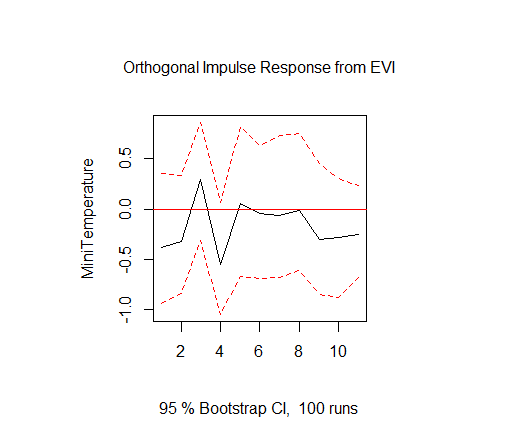 Orthogonal Impulse Response from EVI
MiniTemperature
0.5
0.0
-0.5
-1.0
2 4 6 8 10
95 % Bootstrap CI, 100 runs